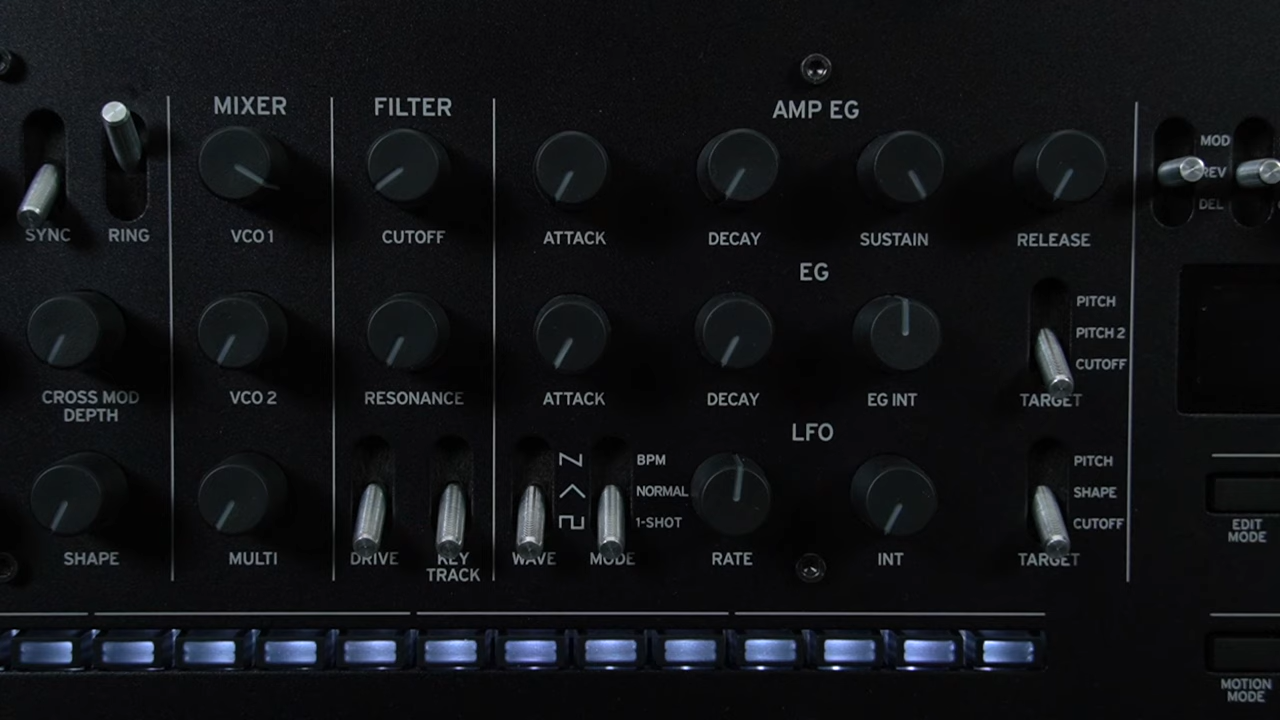 MIXER
FILTER
AMP EG
MOD
REV
DEL
SYNC
RING
VCO 1
CUTOFF
ATTACK
DECAY
SUSTAIN
RELEASE
EG
PITCH
PITCH 2
CUTOFF
CROSS MOD
DEPTH
VCO 2
RESONANCE
ATTACK
DECAY
EG INT
TARGET
LFO
BPM
NORMAL
1-SHOT
PITCH
SHAPE
CUTOFF
SHAPE
MULTI
DRIVE
KEY
TRACK
WAVE
MODE
RATE
INT
TARGET
EDIT
MODE
MOTION
MODE